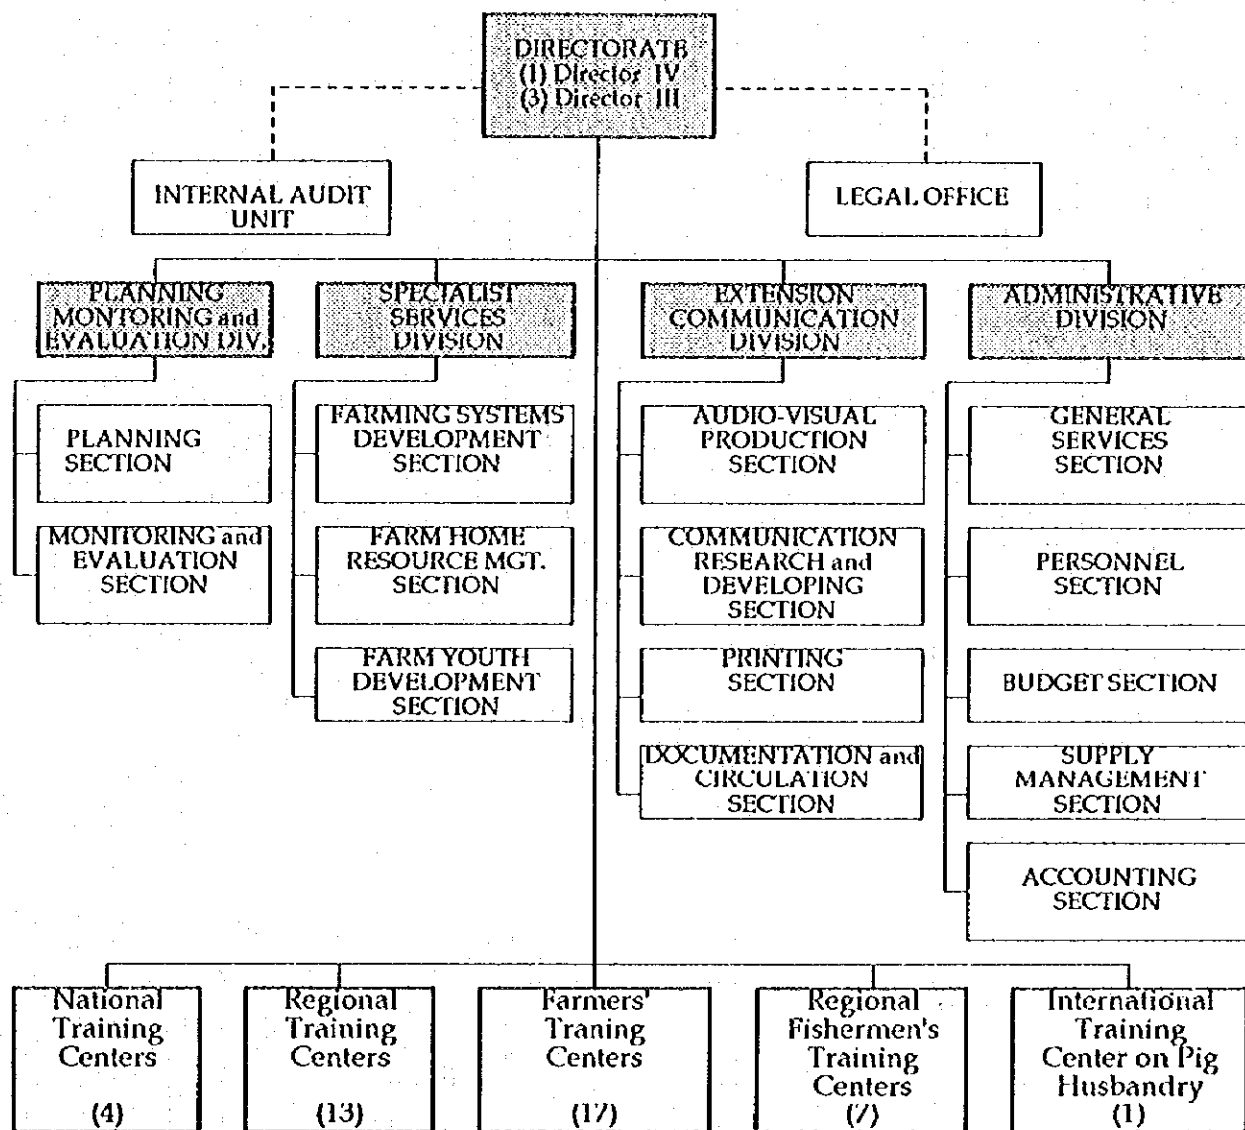 DIRECTORATE
(1) Director IV
(3) Director III
INTERNAL AUDIT
UNIT
LEGAL OFFICE
PLANNING
MONTORING and
EVALUATION DIV.
SPECIALIST
SERVICES
DIVISION
EXTENSION
COMMUNICATION
DIVISION
ADMINISTRATIVE
DIVISION
PLANNING
SECTION
MONITORING and
EVALUATION
SECTION
FARMING SYSTEMS
DEVELOPMENT
SECTION
FARM HOME
RESOURCE MGT.
SECTION
FARM YOUTH
DEVELOPMENT
SECTION
AUDIO-VISUAL
PRODUCTION
SECTION
COMMUNICATION
RESEARCH and
DEVELOPING
SECTION
PRINTING
SECTION
DOCUMENTATION and
CIRCULATION
SECTION
GENERAL
SERVICES
SECTION
PERSONNEL
SECTION
BUDGET SECTION
SUPPLY
MANAGEMENT
SECTION
ACCOUNTING
SECTION
National
Training
Centers
(4)
Regional
Training
Centers
(13)
Farmers'
Traning
Centers
(17)
Regional
Fishermen's
Training
Centers
(7)
International
Training
Center on Pig
Husbandry
(1)